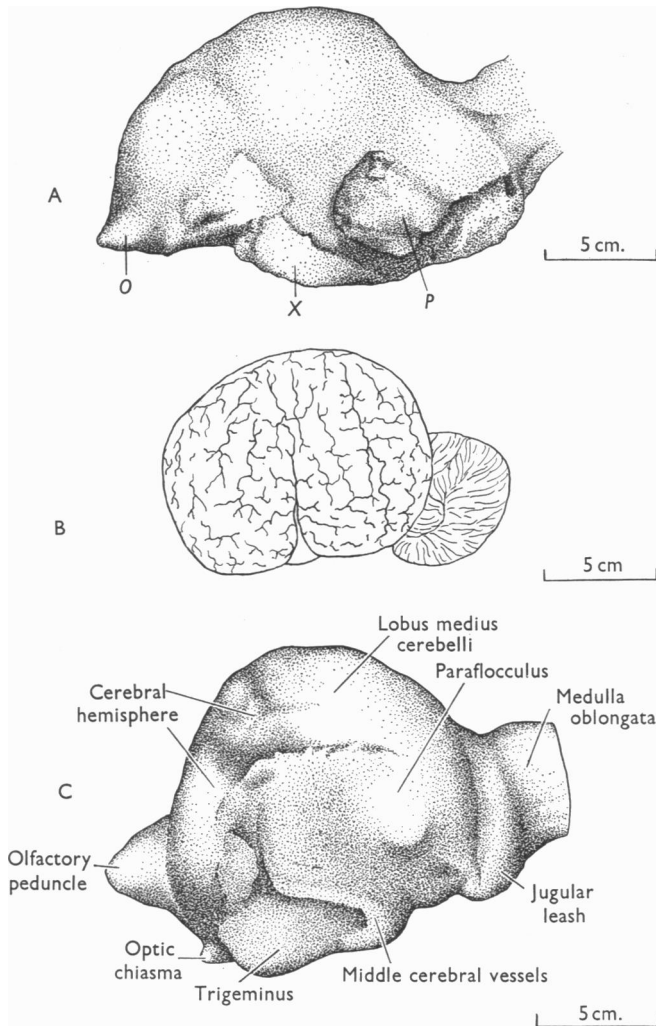 A
O
X
P
5 cm.
B
5 cm
Lobus medius
cerebelli
Paraflocculus
Cerebral
hemisphere
Medulla
oblongata
C
Olfactory
peduncle
Jugular
leash
Optic
chiasma
Middle cerebral vessels
Trigeminus
5 cm.